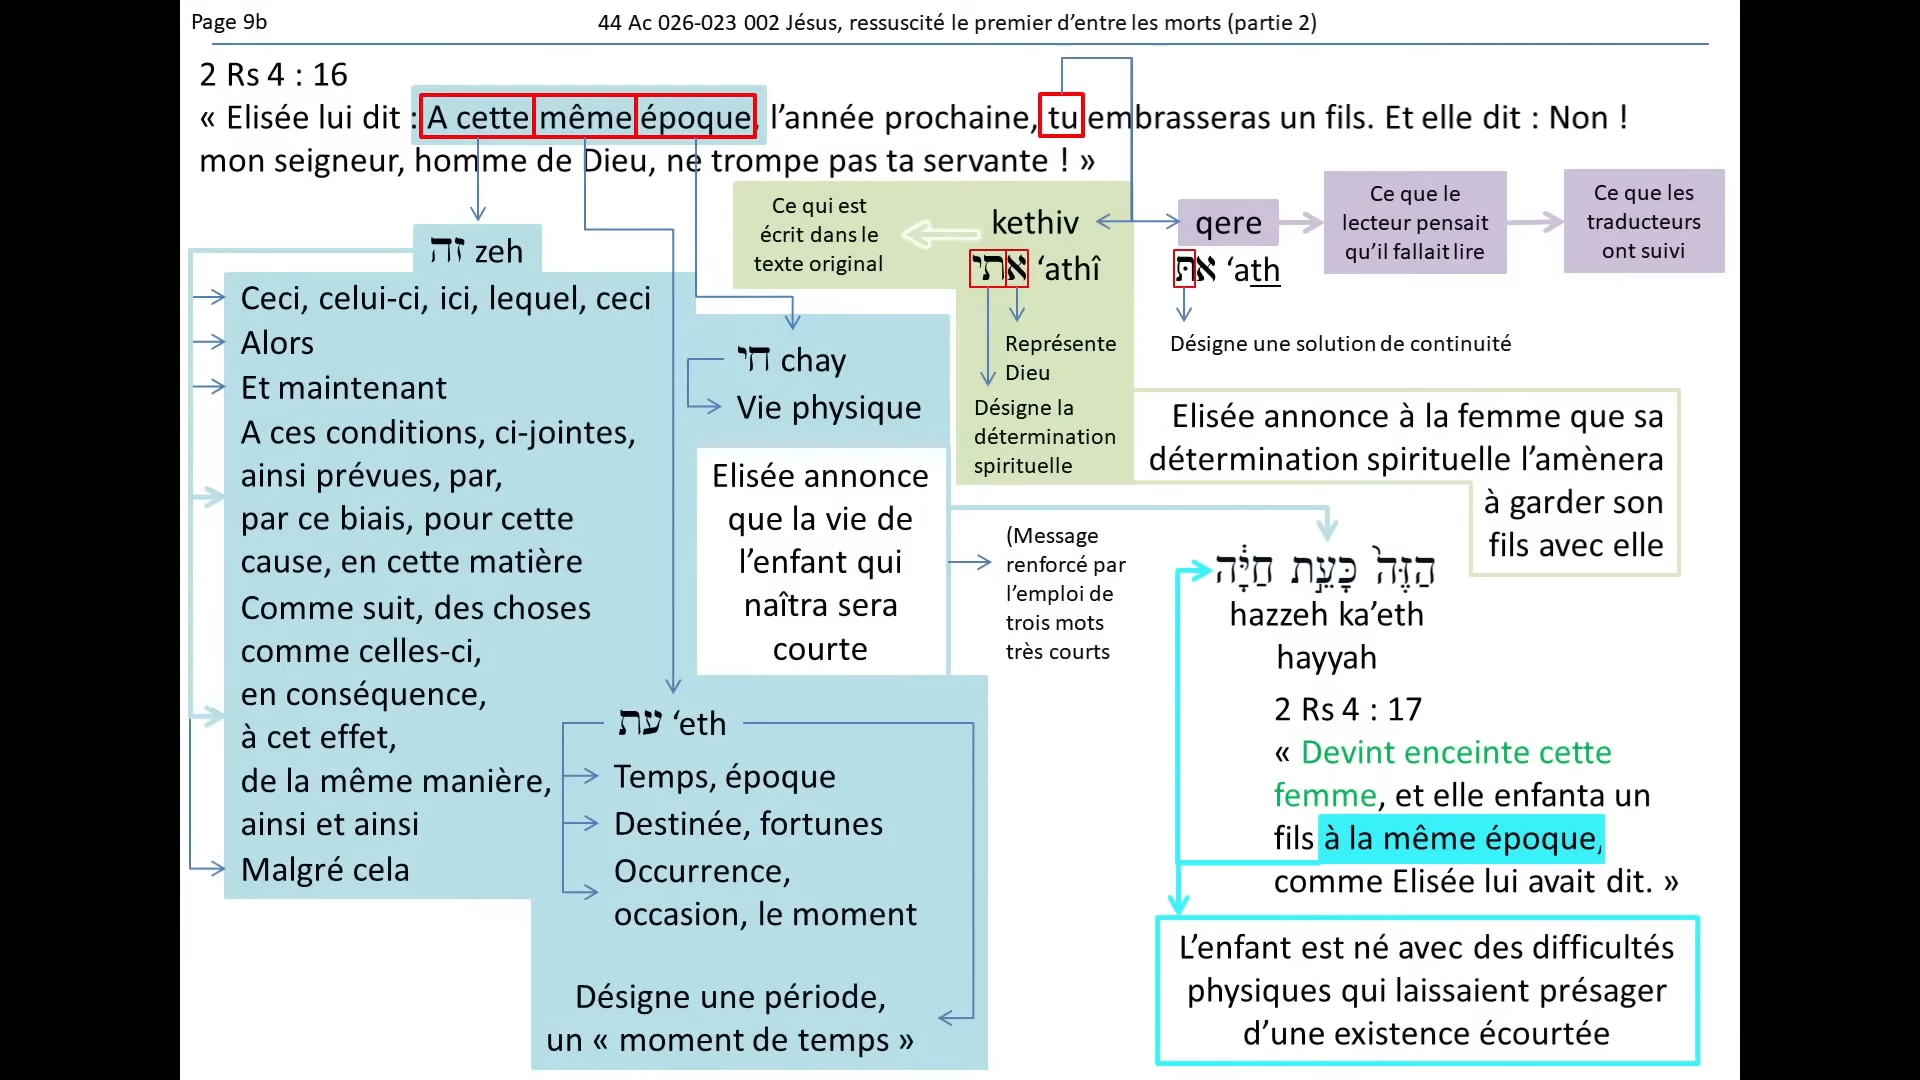 Page 9b
44 Ac 026-023 002 Jésus, ressuscité le premier d’entre les morts (partie 2)
2 Rs 4 : 16
« Elisée lui dit : A cette même époque, l’année prochaine, tu embrasseras un fils. Et elle dit : Non !
mon seigneur, homme de Dieu, ne trompe pas ta servante ! »
זה zeh
Ceci, celui-ci, ici, lequel, ceci
Alors
Et maintenant
A ces conditions, ci-jointes,
ainsi prévues, par,
par ce biais, pour cette
cause, en cette matière
Comme suit, des choses
comme celles-ci,
en conséquence,
à cet effet,
de la même manière,
ainsi et ainsi
Malgré cela
חי chay
Vie physique
Elisée annonce
que la vie de
l’enfant qui
naîtra sera
courte
(Message
renforcé par
l’emploi de
trois mots
très courts
עת ‘eth
Temps, époque
Destinée, fortunes
Occurrence,
occasion, le moment
Désigne une période,
un « moment de temps »
Ce qui est
écrit dans le
texte original
kethiv
אתי ‘athî
Représente
Dieu
Désigne la
détermination
spirituelle
qere
אתּ ‘ath
Désigne une solution de continuité
Ce que le
lecteur pensait
qu’il fallait lire
Ce que les
traducteurs
ont suivi
Elisée annonce à la femme que sa
détermination spirituelle l’amènera
à garder son
fils avec elle
הַזֶּה֙ כָּעֵ֣ת חַיָּ֔ה
hazzeh ka’eth
hayyah
2 Rs 4 : 17
« Devint enceinte cette
femme, et elle enfanta un
fils à la même époque,
comme Elisée lui avait dit. »
L’enfant est né avec des difficultés
physiques qui laissaient présager
d’une existence écourtée